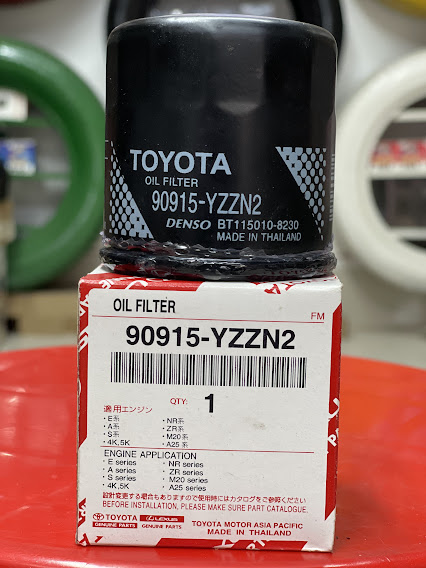 TOYOTA
OIL FILTER
90915-YZZN2
DENSO BT115010-8230
MADE IN THAILAND
OIL FILTER
FM
90915-YZZN2
QTY: 1
適用エンジン
・E系 ・NR系
・A系 ・ZR系
・S系 ・M20系
・4K,5K ・A25系
ENGINE APPLICATION
・E series ・NR series
・A series ・ZR series
・S series ・M20 series
・4K,5K ・A25 series
設計変更する場合もありますので使用時にはカタログをご参照ください
BEFORE INSTALLATION, PLEASE MAKE SURE PART CATALOGUE.
TOYOTA LEXUS TOYOTA MOTOR ASIA PACIFIC
GENUINE PARTS GENUINE PARTS MADE IN THAILAND